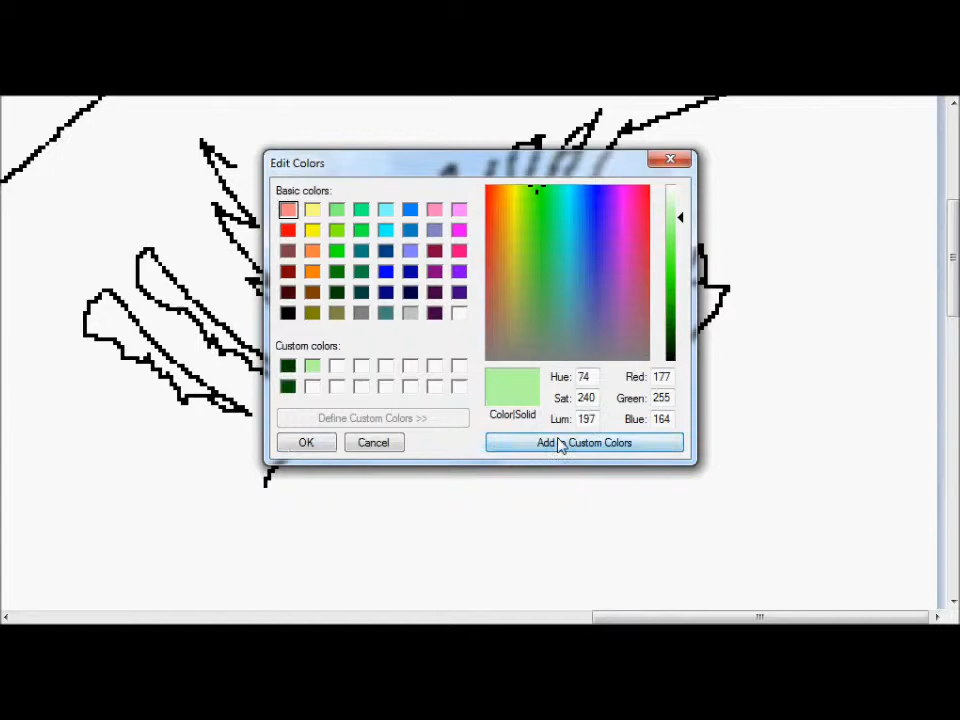 Edit Colors
Basic colors:
Custom colors:
Define Custom Colors >>
OK
Cancel
Color|Solid
Hue: 74
Sat: 240
Lum: 197
Red: 177
Green: 255
Blue: 164
Add Custom Colors